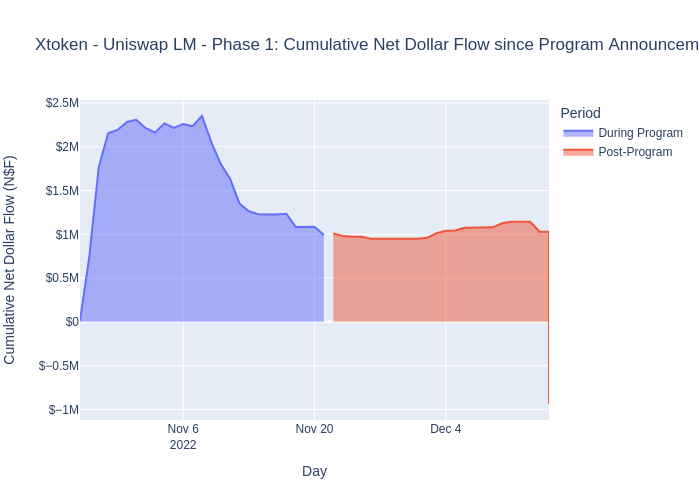 Xtoken - Uniswap LM - Phase 1: Cumulative Net Dollar Flow since Program Announcem
Cumulative Net Dollar Flow (N$F)
$2.5M
$2M
$1.5M
$1M
$0.5M
$0
$−0.5M
$−1M
Nov 6
2022
Nov 20
Dec 4
Day
Period
During Program
Post-Program